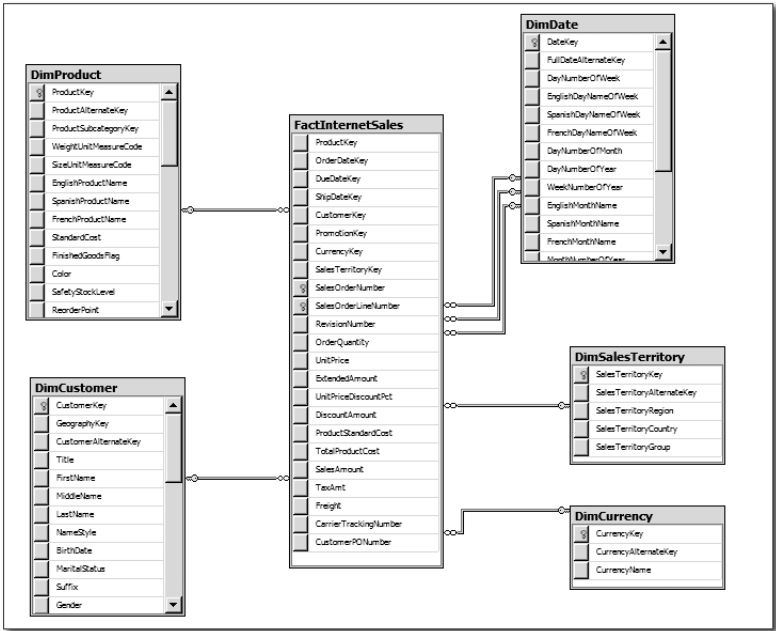 DimProduct
ProductKey
ProductAlternateKey
ProductSubcategoryKey
WeightUnitMeasureCode
SizeUnitMeasureCode
EnglishProductName
SpanishProductName
FrenchProductName
StandardCost
FinishedGoodsFlag
Color
SafetyStockLevel
ReorderPoint
DimCustomer
CustomerKey
GeographyKey
CustomerAlternateKey
Title
FirstName
MiddleName
LastName
NameStyle
BirthDate
MaritalStatus
Suffix
Gender
FactInternetSales
ProductKey
OrderDateKey
DueDateKey
ShipDateKey
CustomerKey
PromotionKey
CurrencyKey
SalesTerritoryKey
SalesOrderNumber
SalesOrderLineNumber
RevisionNumber
OrderQuantity
UnitPrice
ExtendedAmount
UnitPriceDiscountPct
DiscountAmount
ProductStandardCost
TotalProductCost
SalesAmount
TaxAmt
Freight
CarrierTrackingNumber
CustomerPONumber
DimDate
DateKey
FullDateAlternateKey
DayNumberOfWeek
EnglishDayNameOfWeek
SpanishDayNameOfWeek
FrenchDayNameOfWeek
DayNumberOfMonth
DayNumberOfYear
WeekNumberOfYear
EnglishMonthName
SpanishMonthName
FrenchMonthName
MonthNumberOfYear
DimSalesTerritory
SalesTerritoryKey
SalesTerritoryAlternateKey
SalesTerritoryRegion
SalesTerritoryCountry
SalesTerritoryGroup
DimCurrency
CurrencyKey
CurrencyAlternateKey
CurrencyName